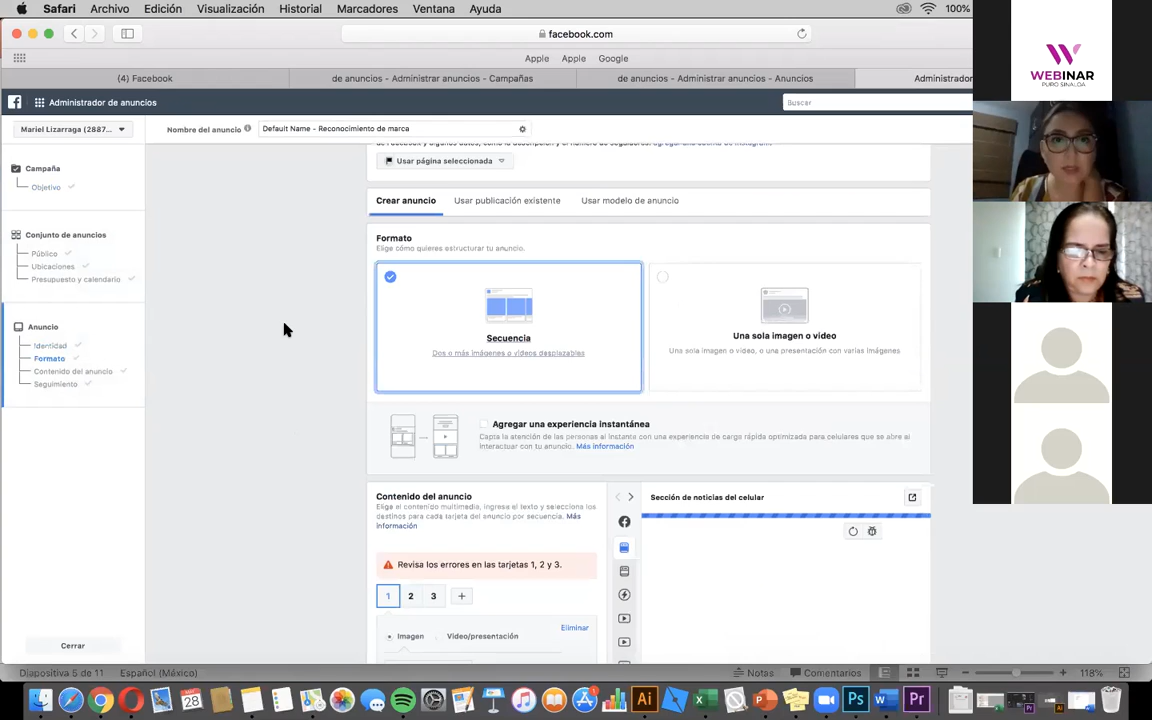 Safari Archivo Edición Visualización Historial Marcadores Ventana Ayuda 100%
facebook.com
Apple Apple Google
(4) Facebook de anuncios - Administrar anuncios - Campañas de anuncios - Administrar anuncios - Anuncios Administrador
Administrador de anuncios Buscar
Mariel Lizarraga (2887... Nombre del anuncio Default Name - Reconocimiento de marca
Usar página seleccionada
Campaña
Objetivo
Conjunto de anuncios
Público
Ubicaciones
Presupuesto y calendario
Anuncio
Identidad
Formato
Contenido del anuncio
Seguimiento
Cerrar
Crear anuncio Usar publicación existente Usar modelo de anuncio
Formato
Elige cómo quieres estructurar tu anuncio.
Secuencia
Dos o más imágenes o videos desplazables
Una sola imagen o video
Una sola imagen o video, o una presentación con varias imágenes
Agregar una experiencia instantánea
Capta la atención de las personas al instante con una experiencia de carga rápida optimizada para celulares que se abre al
interactuar con tu anuncio. Más información
Contenido del anuncio
Elige el contenido multimedia, ingresa el texto y selecciona los
destinos para cada tarjeta del anuncio por secuencia. Más
información
Revisa los errores en las tarjetas 1, 2 y 3.
1 2 3 +
Eliminar
Imagen Video/presentación
Sección de noticias del celular
WEBINAR
PURO SINALOA
Diapositiva 5 de 11 Español (México) Notas Comentarios 118%
28
Ai
Ps
Pr